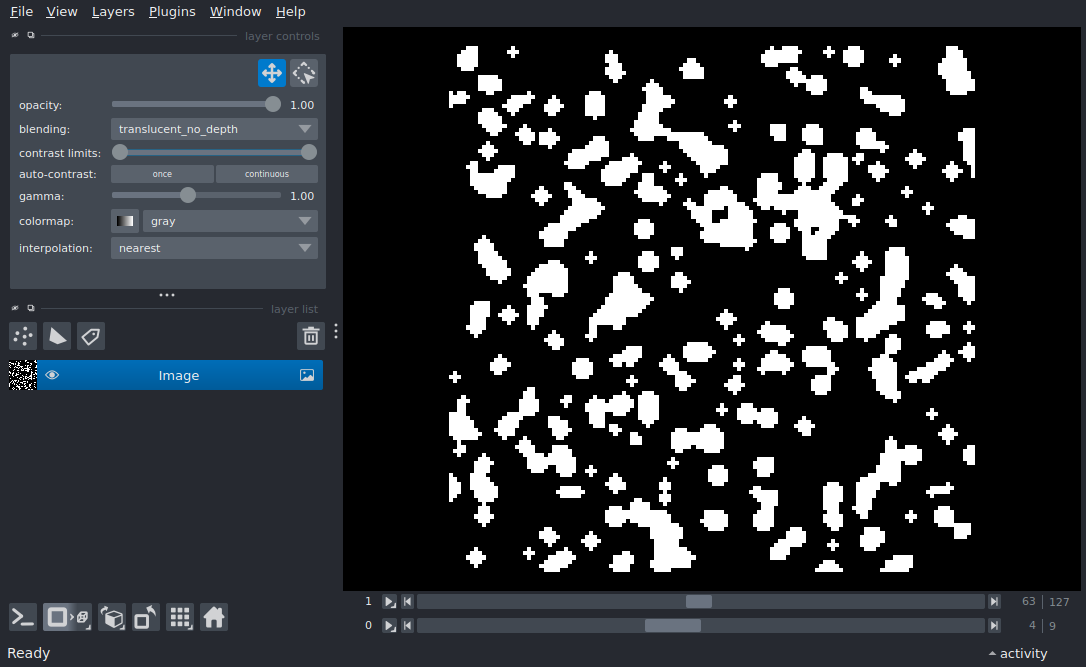 File View Layers Plugins Window Help
layer controls
opacity: 1.00
blending: translucent_no_depth
contrast limits:
auto-contrast: once continuous
gamma: 1.00
colormap: gray
interpolation: nearest
layer list
Image
1 63 127
0 4 9
Ready activity